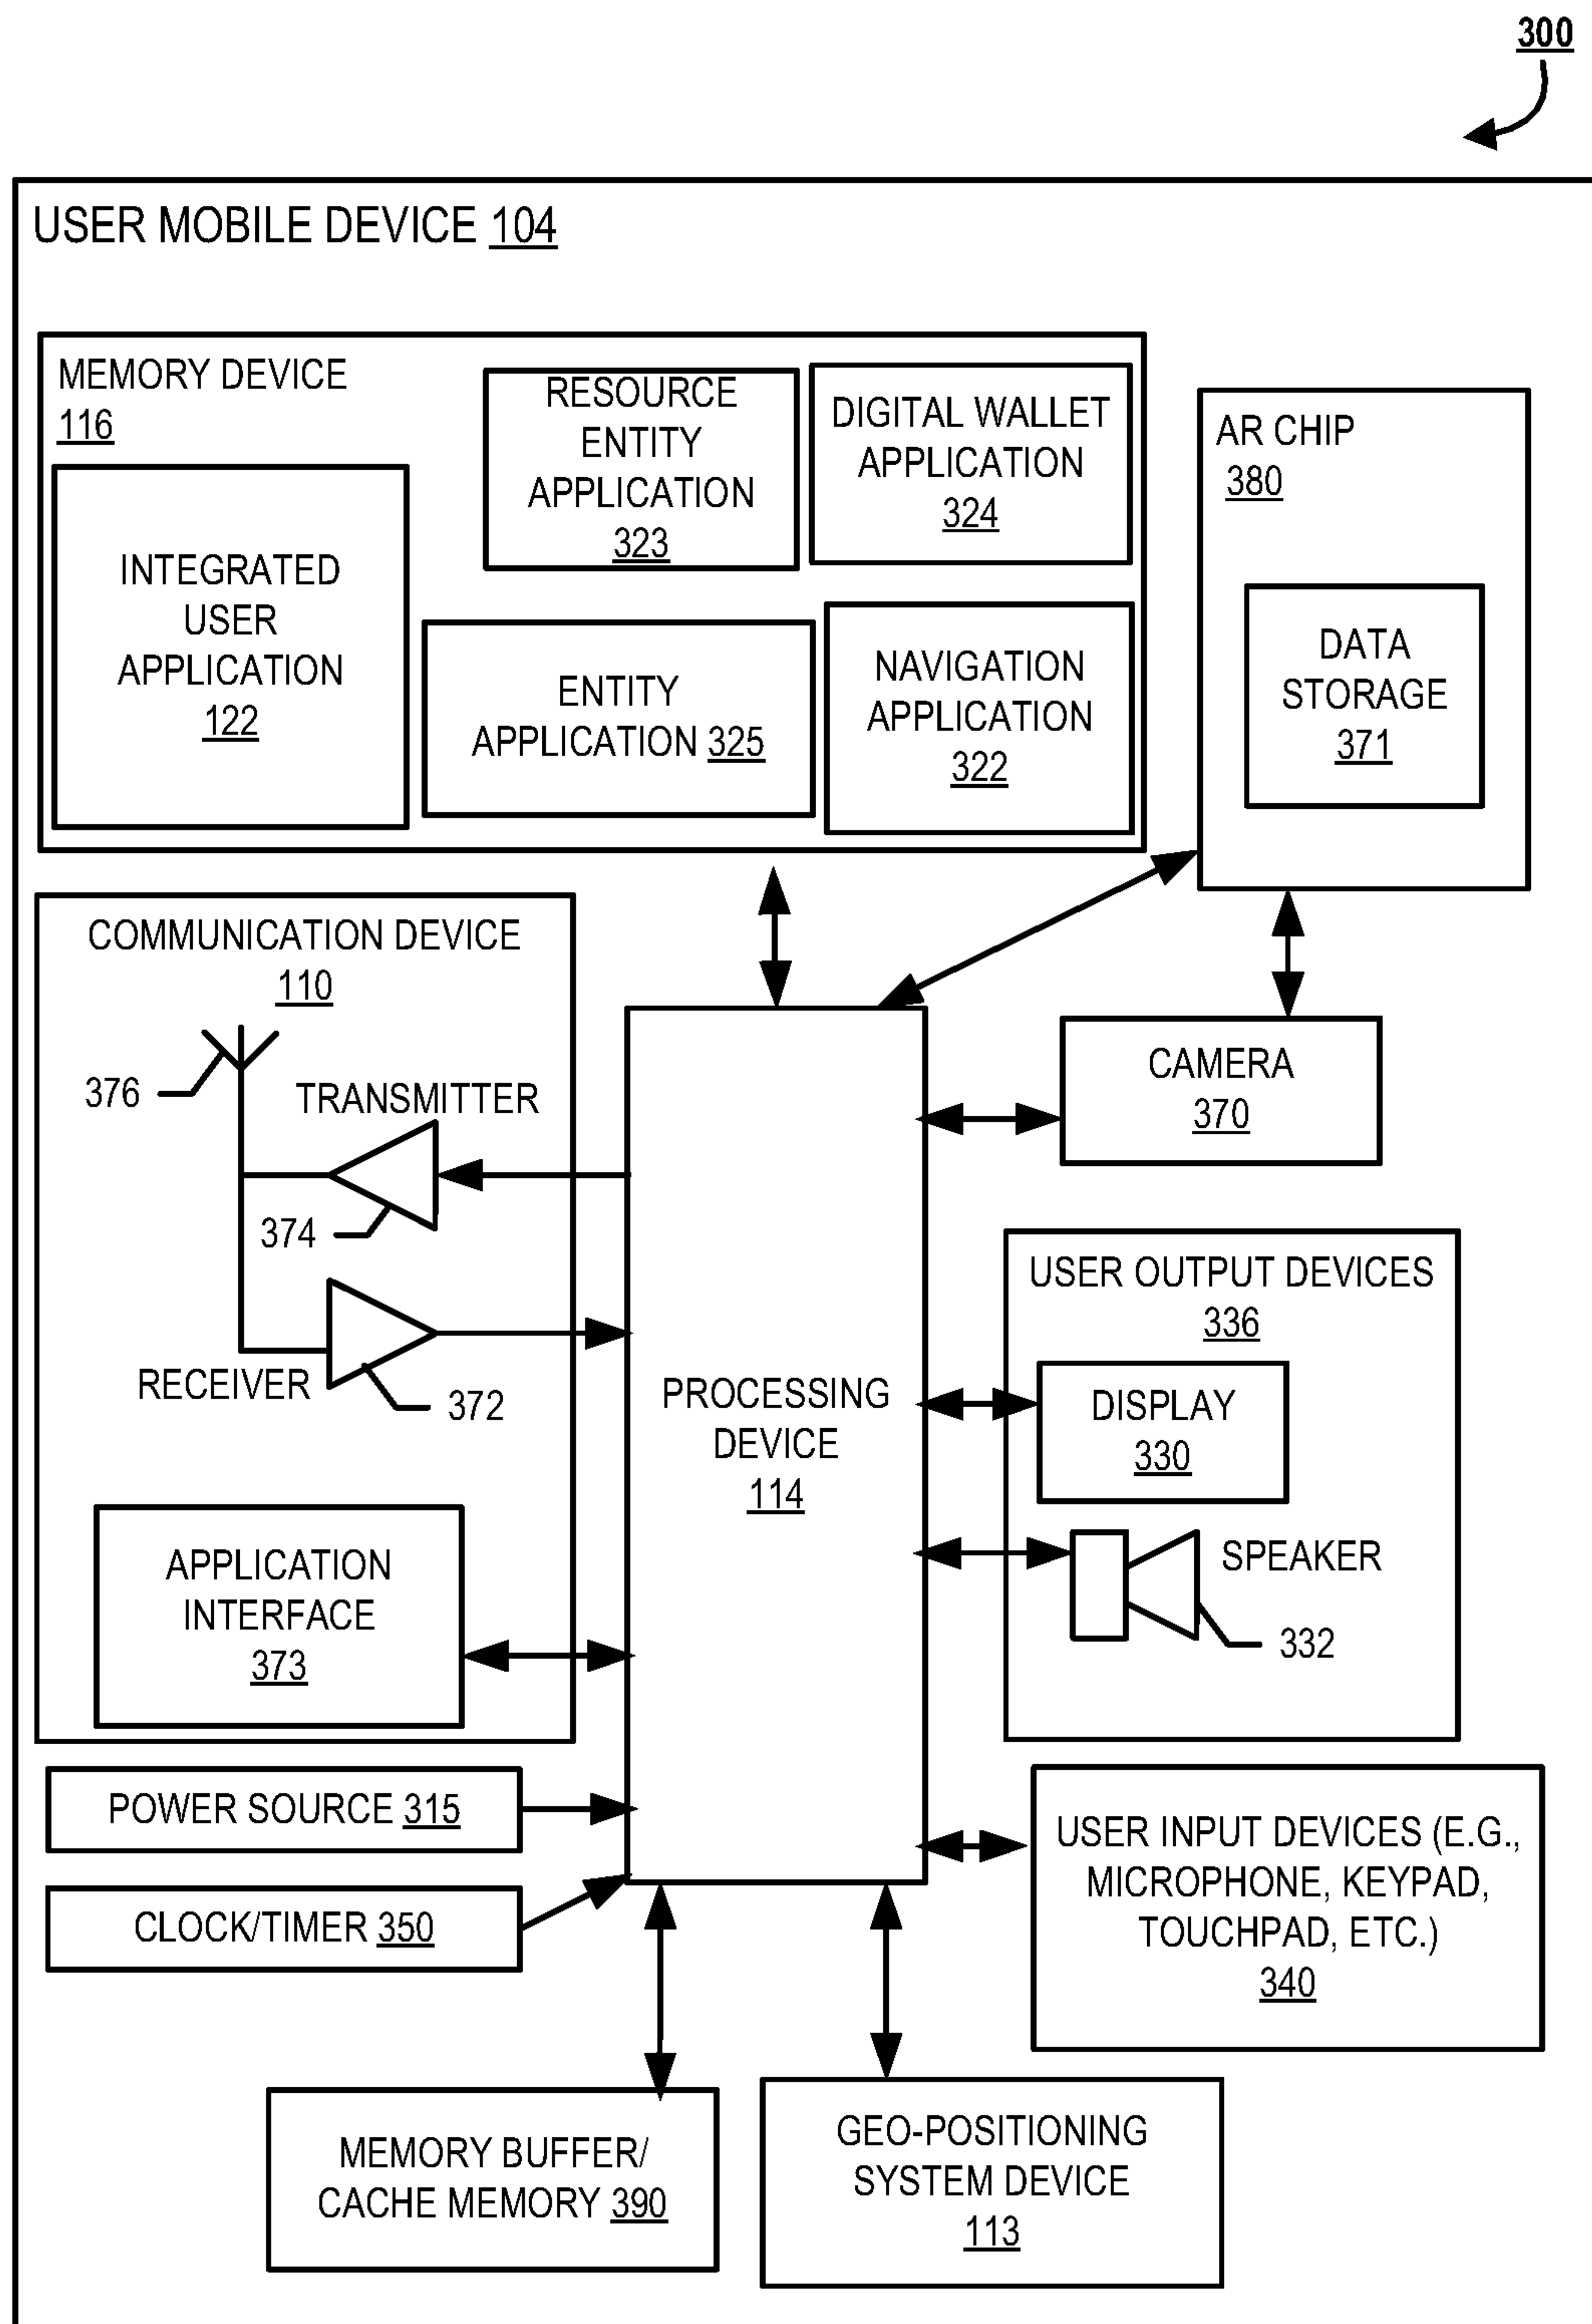 300
USER MOBILE DEVICE 104
MEMORY DEVICE
116
INTEGRATED
USER
APPLICATION
122
RESOURCE
ENTITY
APPLICATION
323
DIGITAL WALLET
APPLICATION
324
ENTITY
APPLICATION 325
NAVIGATION
APPLICATION
322
AR CHIP
380
DATA
STORAGE
371
COMMUNICATION DEVICE
110
376
TRANSMITTER
374
RECEIVER
372
APPLICATION
INTERFACE
373
PROCESSING
DEVICE
114
CAMERA
370
USER OUTPUT DEVICES
336
DISPLAY
330
SPEAKER
332
POWER SOURCE 315
CLOCK/TIMER 350
USER INPUT DEVICES (E.G.,
MICROPHONE, KEYPAD,
TOUCHPAD, ETC.)
340
MEMORY BUFFER/
CACHE MEMORY 390
GEO-POSITIONING
SYSTEM DEVICE
113